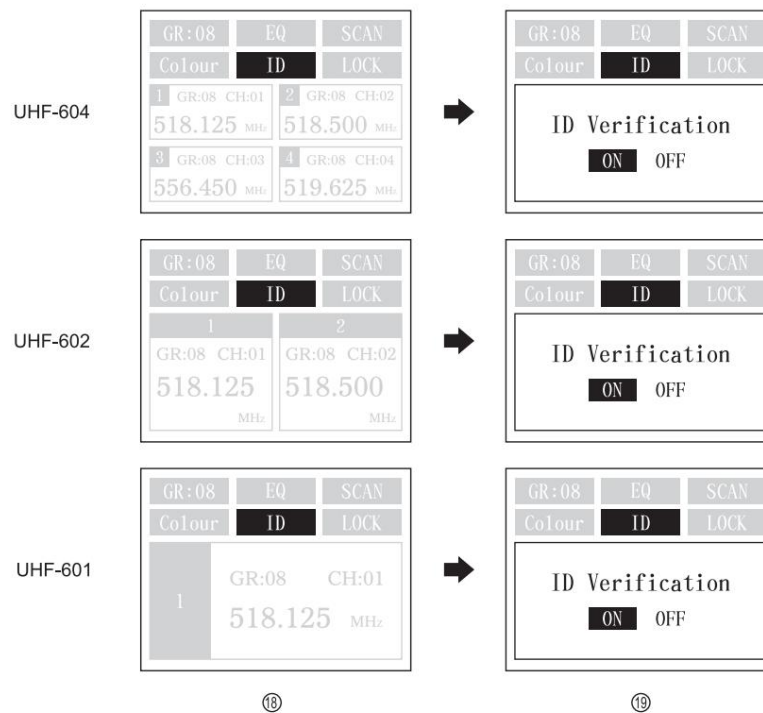 GR:08 EQ SCAN
Colour ID LOCK
1 GR:08 CH:01 2 GR:08 CH:02
518.125 MHz 518.500 MHz
3 GR:08 CH:03 4 GR:08 CH:04
556.450 MHz 519.625 MHz
UHF-604
GR:08 EQ SCAN
Colour ID LOCK
ID Verification
ON OFF
GR:08 EQ SCAN
Colour ID LOCK
1 2
GR:08 CH:01 GR:08 CH:02
518.125 518.500
MHz MHz
UHF-602
GR:08 EQ SCAN
Colour ID LOCK
ID Verification
ON OFF
GR:08 EQ SCAN
Colour ID LOCK
1 GR:08 CH:01
518.125 MHz
UHF-601
GR:08 EQ SCAN
Colour ID LOCK
ID Verification
ON OFF
⑱ ⑲